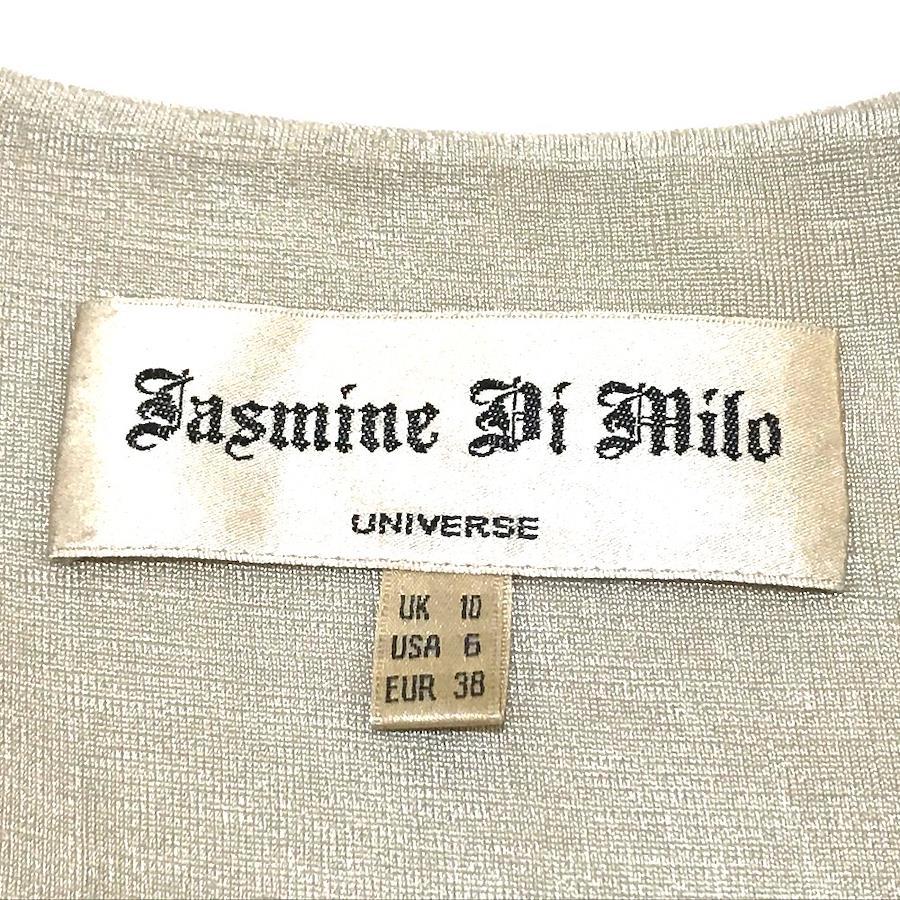 Jasmine Di Milo
UNIVERSE
UK 10
USA 6
EUR 38